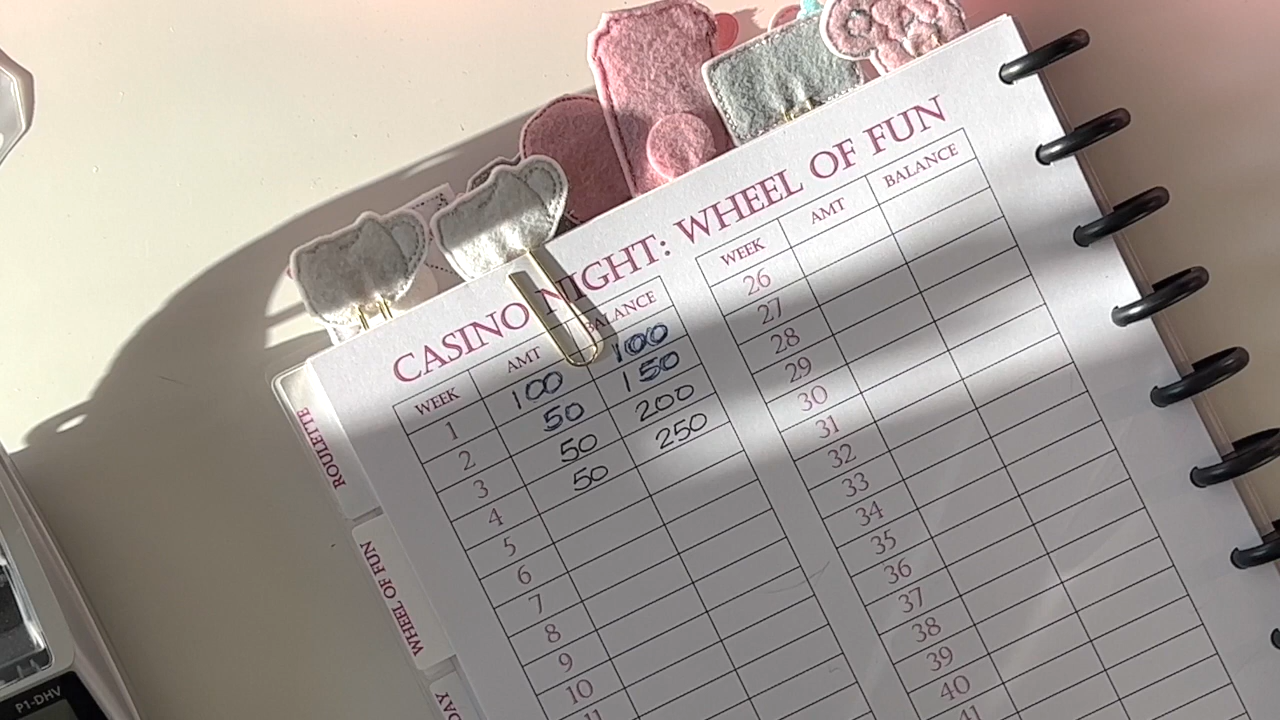 CASINO NIGHT: WHEEL OF FUN
WEEK AMT BALANCE
1 100 100
2 50 150
3 50 200
4 50 250
5
6
7
8
9
10
11
WEEK AMT BALANCE
26
27
28
29
30
31
32
33
34
35
36
37
38
39
40
41
ROULETTE
WHEEL OF FUN
DAY
P1-DHV